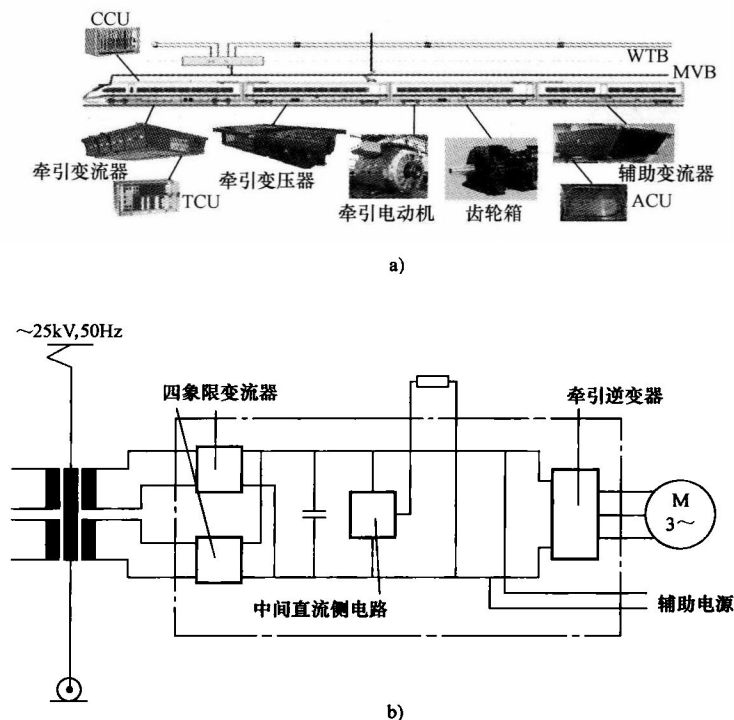 CCU
WTB
MVB
牵引变流器
TCU
牵引变压器
牵引电动机
齿轮箱
辅助变流器
ACU
a)
～25kV,50Hz
四象限变流器
牵引逆变器
M
3～
中间直流侧电路
辅助电源
b)